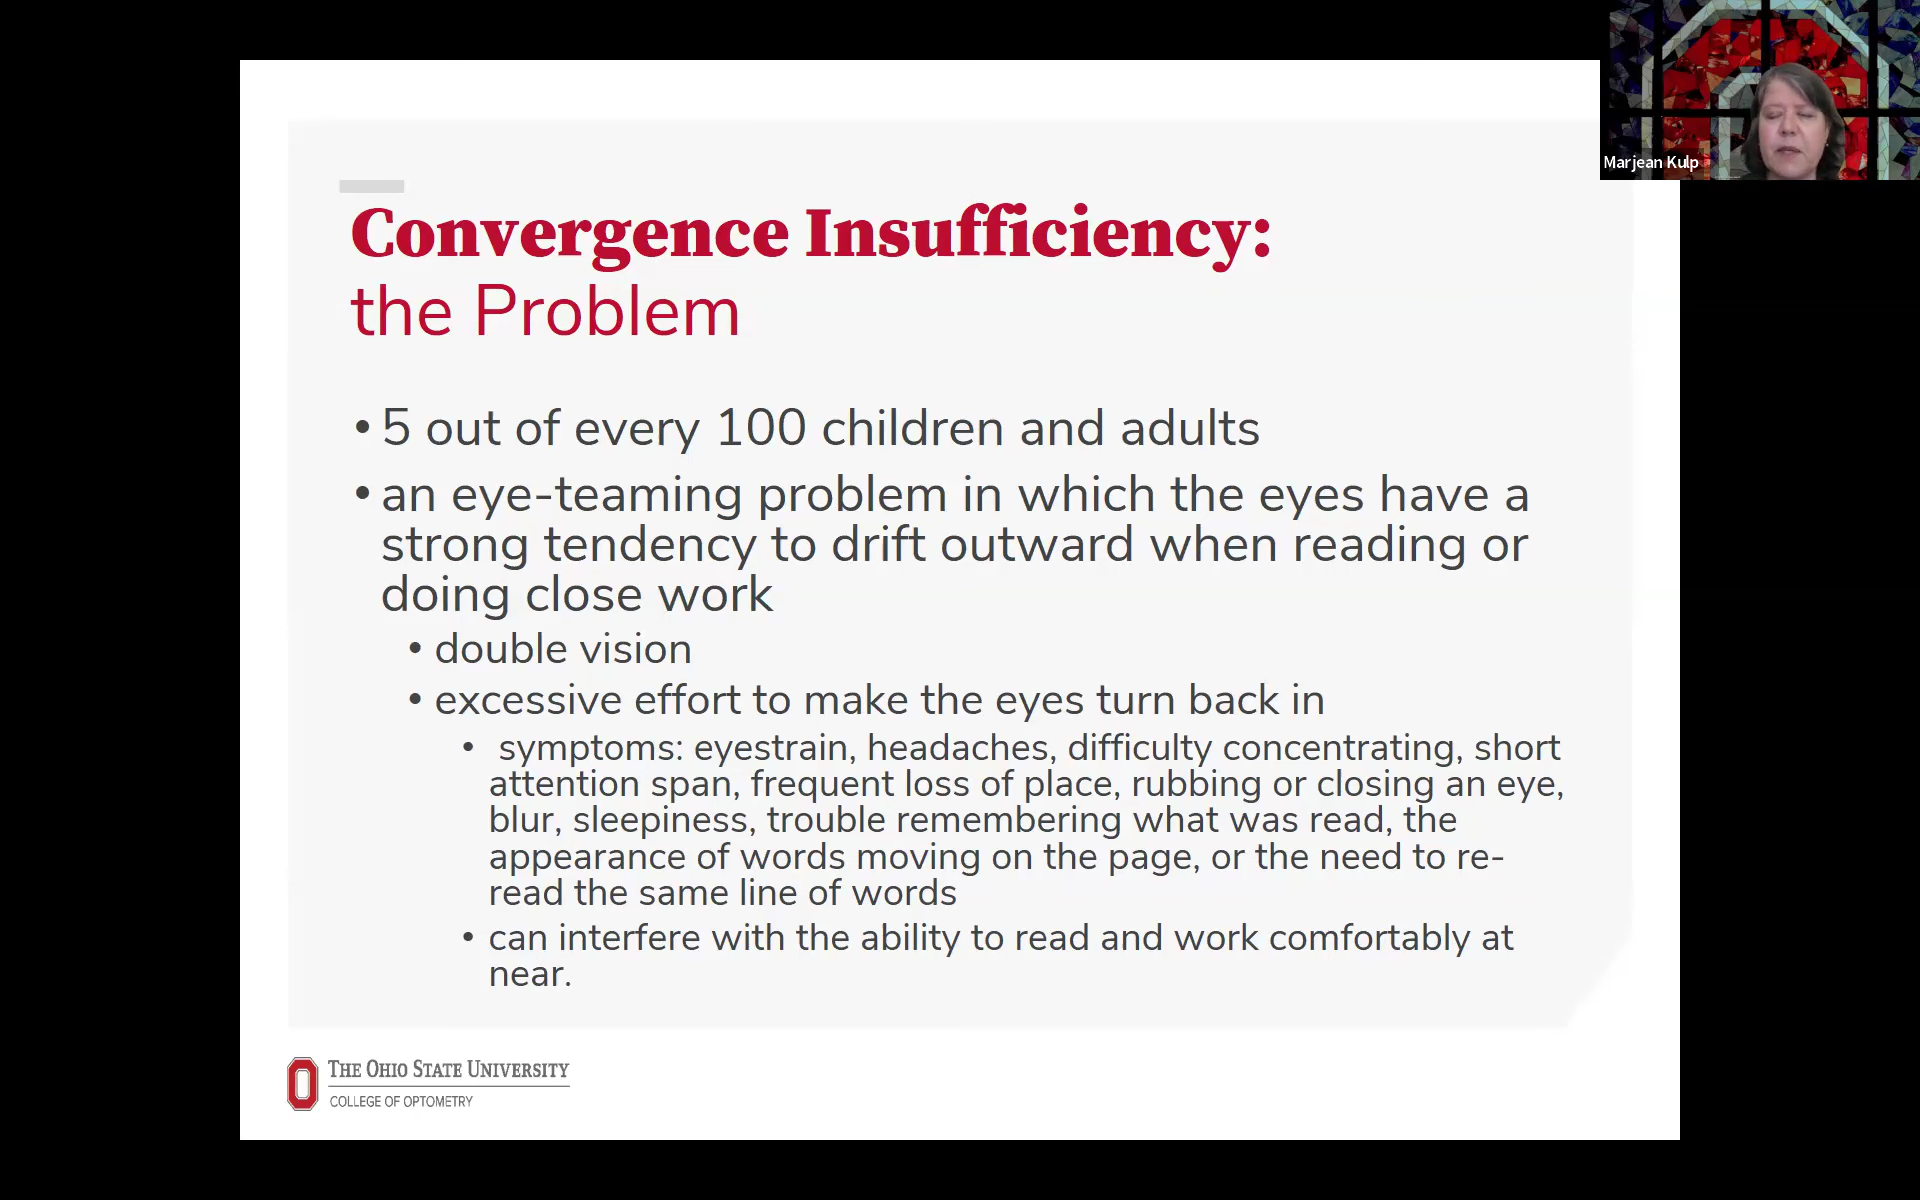 Marjean Kulp
Convergence Insufficiency:
the Problem
• 5 out of every 100 children and adults
• an eye-teaming problem in which the eyes have a
strong tendency to drift outward when reading or
doing close work
• double vision
• excessive effort to make the eyes turn back in
• symptoms: eyestrain, headaches, difficulty concentrating, short
attention span, frequent loss of place, rubbing or closing an eye,
blur, sleepiness, trouble remembering what was read, the
appearance of words moving on the page, or the need to re-
read the same line of words
• can interfere with the ability to read and work comfortably at
near.
THE OHIO STATE UNIVERSITY
COLLEGE OF OPTOMETRY